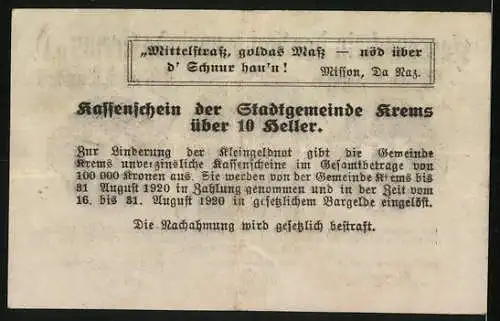 „Mittelstraß, goldas Maß — nöd über
d' Schnur hau'n! Misson, Da Naz.
Kassenschein der Stadtgemeinde Krems
über 10 Heller.
Zur Linderung der Kleingeldnot gibt die Gemeinde
Krems unverzinsliche Kassenscheine im Gesamtbetrage von
100 000 Kronen aus. Sie werden von der Gemeinde Krems bis
31 August 1920 in Zahlung genommen und in der Zeit vom
16. bis 31. August 1920 in gesetzlichem Bargelde eingelöst.
Die Nachahmung wird gesetzlich bestraft.